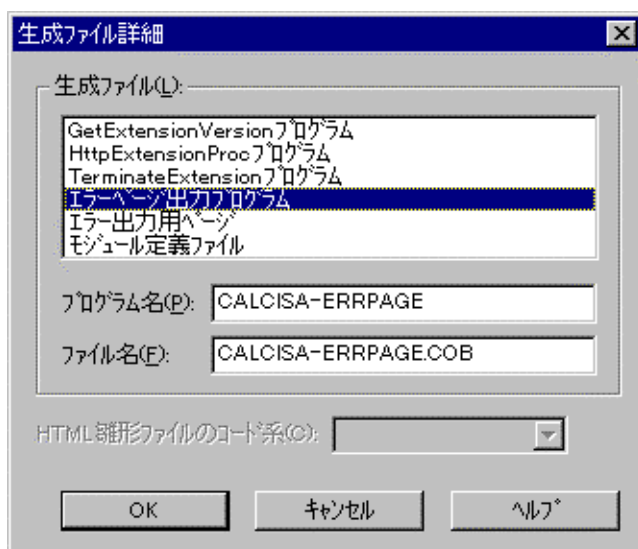 生成ファイル詳細
生成ファイル(L):
GetExtensionVersionプログラム
HttpExtensionProcプログラム
TerminateExtensionプログラム
エラーページ出力プログラム
エラー出力用ページ
モジュール定義ファイル
プログラム名(P): CALCISA-ERRPAGE
ファイル名(F): CALCISA-ERRPAGE.COB
HTML雛形ファイルのコード系(C):
OK キャンセル ヘルプ